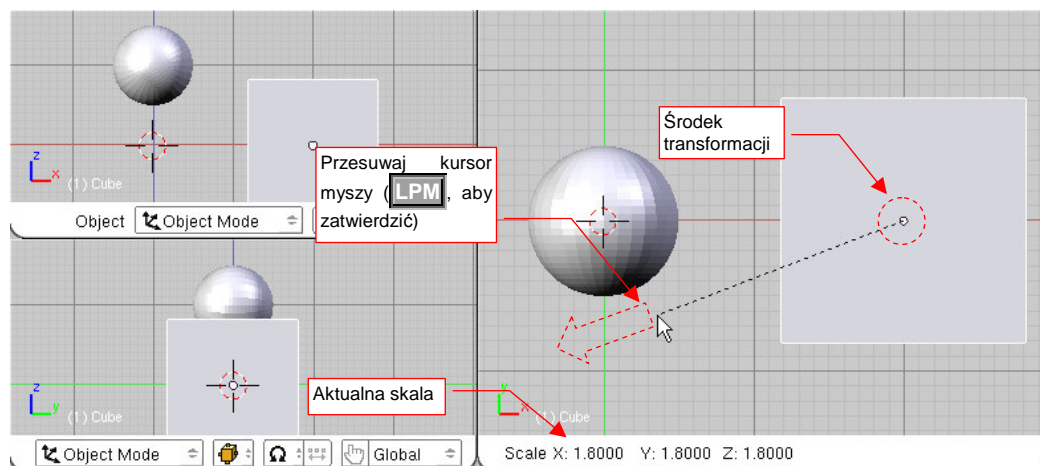 z
x
(1) Cube
Object Object Mode
Przesuwaj kursor
myszy (LPM, aby
zatwierdzić)
Środek
transformacji
z
y
(1) Cube
Aktualna skala
y
x
(1) Cube
Object Mode Global
Scale X: 1.8000 Y: 1.8000 Z: 1.8000